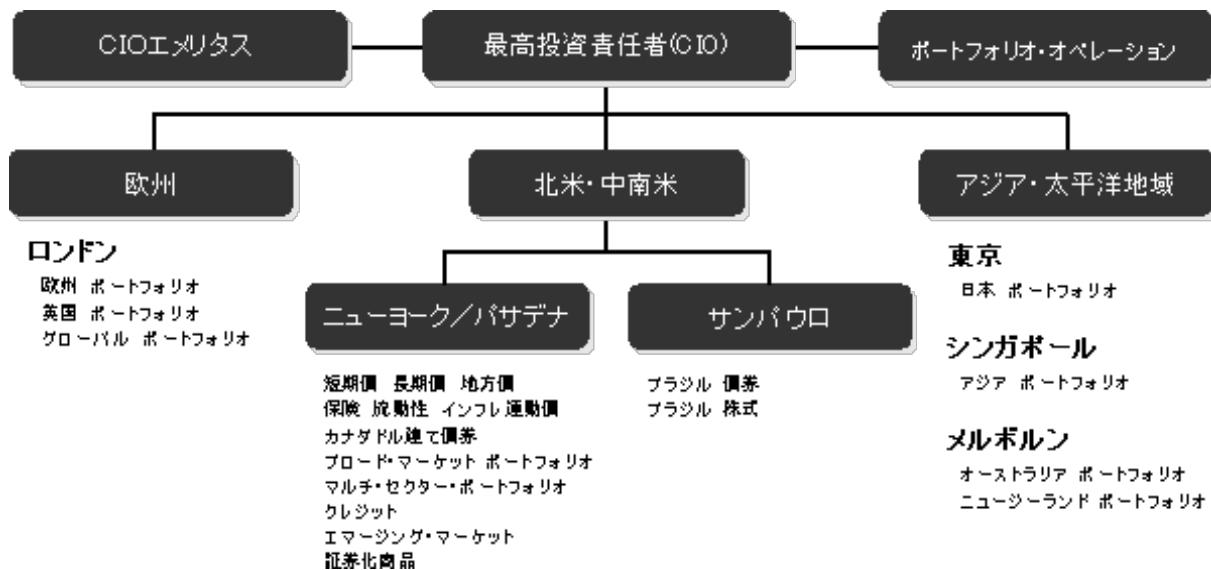 CIOエメリタス
最高投資責任者(CIO)
ポートフォリオ・オペレーション
欧州
北米・中南米
アジア・太平洋地域
ロンドン
欧州 ポートフォリオ
英国 ポートフォリオ
グローバル ポートフォリオ
ニューヨーク／パサデナ
短期債 長期債 地方債
保険 流動性 インフレ連動債
カナダドル建て債券
ブロード・マーケット ポートフォリオ
マルチ・セクター・ポートフォリオ
クレジット
エマージング・マーケット
証券化商品
サンパウロ
ブラジル 債券
ブラジル 株式
東京
日本 ポートフォリオ
シンガポール
アジア ポートフォリオ
メルボルン
オーストラリア ポートフォリオ
ニュージーランド ポートフォリオ